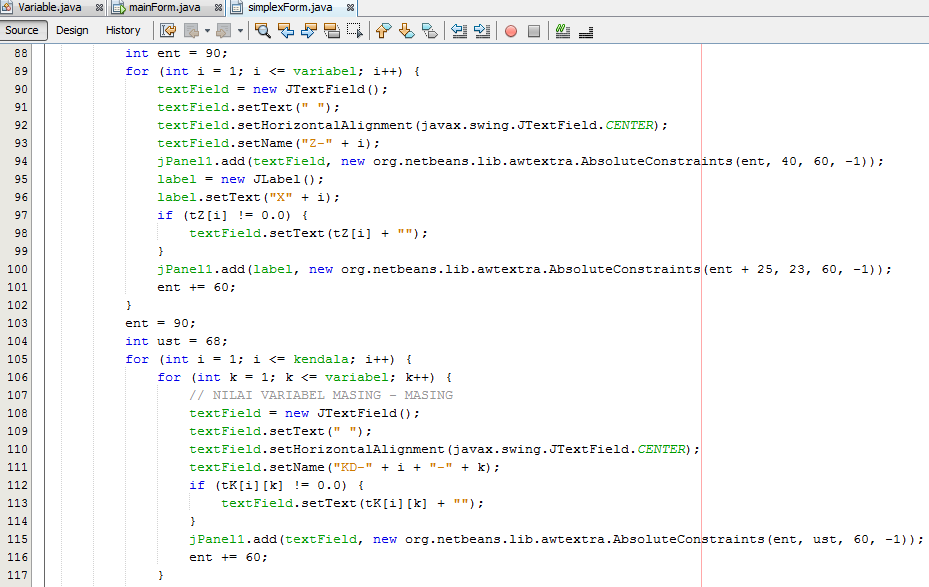 Variable.java mainForm.java simplexForm.java
Source Design History
88 int ent = 90;
89 for (int i = 1; i <= variabel; i++) {
90 textField = new JTextField();
91 textField.setText(" ");
92 textField.setHorizontalAlignment(javax.swing.JTextField.CENTER);
93 textField.setName("Z-" + i);
94 jPanel1.add(textField, new org.netbeans.lib.awtextra.AbsoluteConstraints(ent, 40, 60, -1));
95 label = new JLabel();
96 label.setText("X" + i);
97 if (tZ[i] != 0.0) {
98 textField.setText(tZ[i] + "");
99 }
100 jPanel1.add(label, new org.netbeans.lib.awtextra.AbsoluteConstraints(ent + 25, 23, 60, -1));
101 ent += 60;
102 }
103 ent = 90;
104 int ust = 68;
105 for (int i = 1; i <= kendala; i++) {
106 for (int k = 1; k <= variabel; k++) {
107 // NILAI VARIABEL MASING - MASING
108 textField = new JTextField();
109 textField.setText(" ");
110 textField.setHorizontalAlignment(javax.swing.JTextField.CENTER);
111 textField.setName("KD-" + i + "-" + k);
112 if (tK[i][k] != 0.0) {
113 textField.setText(tK[i][k] + "");
114 }
115 jPanel1.add(textField, new org.netbeans.lib.awtextra.AbsoluteConstraints(ent, ust, 60, -1));
116 ent += 60;
117 }